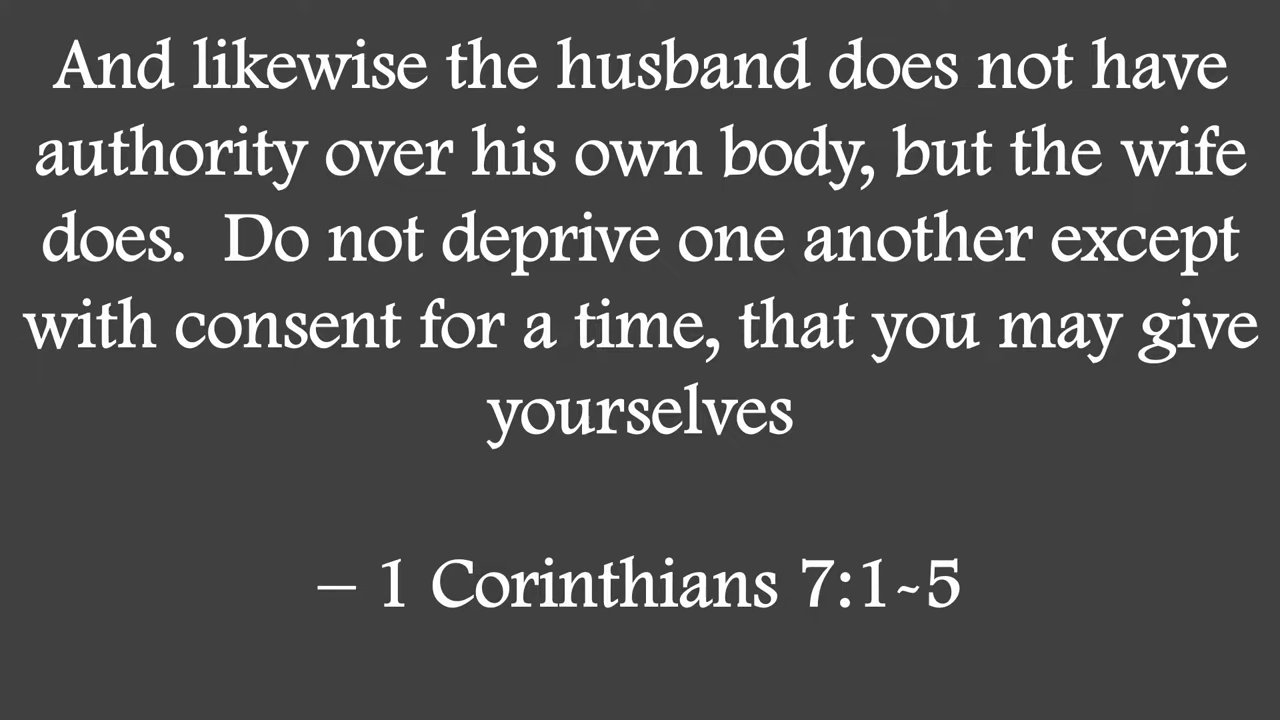 And likewise the husband does not have
authority over his own body, but the wife
does.  Do not deprive one another except
with consent for a time, that you may give
yourselves
– 1 Corinthians 7:1~5